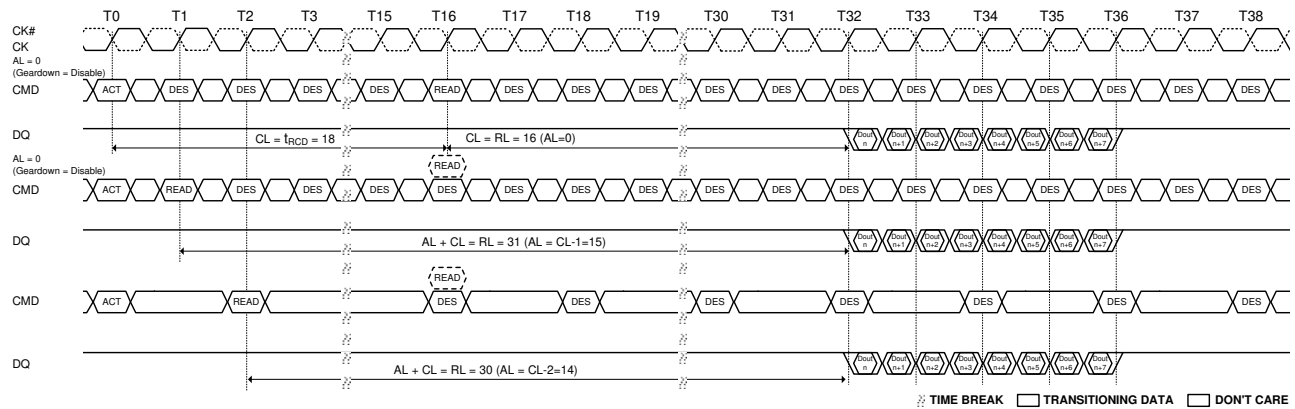 T0 T1 T2 T3 T15 T16 T17 T18 T19 T30 T31 T32 T33 T34 T35 T36 T37 T38
CK#
CK
AL = 0
(Geardown = Disable)
CMD ACT DES DES DES DES READ DES DES DES DES DES DES DES DES DES DES DES DES
DQ CL = tRCD = 18 CL = RL = 16 (AL=0) Dout n Dout n+1 Dout n+2 Dout n+3 Dout n+4 Dout n+5 Dout n+6 Dout n+7
AL = 0
(Geardown = Disable)
READ
CMD ACT READ DES DES DES DES DES DES DES DES DES DES DES DES DES DES DES DES
DQ Dout n Dout n+1 Dout n+2 Dout n+3 Dout n+4 Dout n+5 Dout n+6 Dout n+7
AL + CL = RL = 31 (AL = CL-1=15)
READ
CMD ACT READ DES DES DES DES DES DES DES
DQ Dout n Dout n+1 Dout n+2 Dout n+3 Dout n+4 Dout n+5 Dout n+6 Dout n+7
AL + CL = RL = 30 (AL = CL-2=14)
TIME BREAK TRANSITIONING DATA DON'T CARE